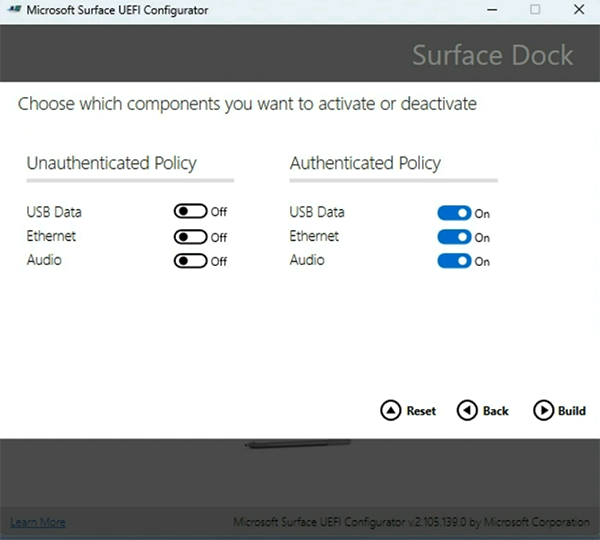 Microsoft Surface UEFI Configurator
Surface Dock
Choose which components you want to activate or deactivate
Unauthenticated Policy
Authenticated Policy
USB Data Off
USB Data On
Ethernet Off
Ethernet On
Audio Off
Audio On
Reset Back Build
Learn More
Microsoft Surface UEFI Configurator v.2.105.139.0 by Microsoft Corporation